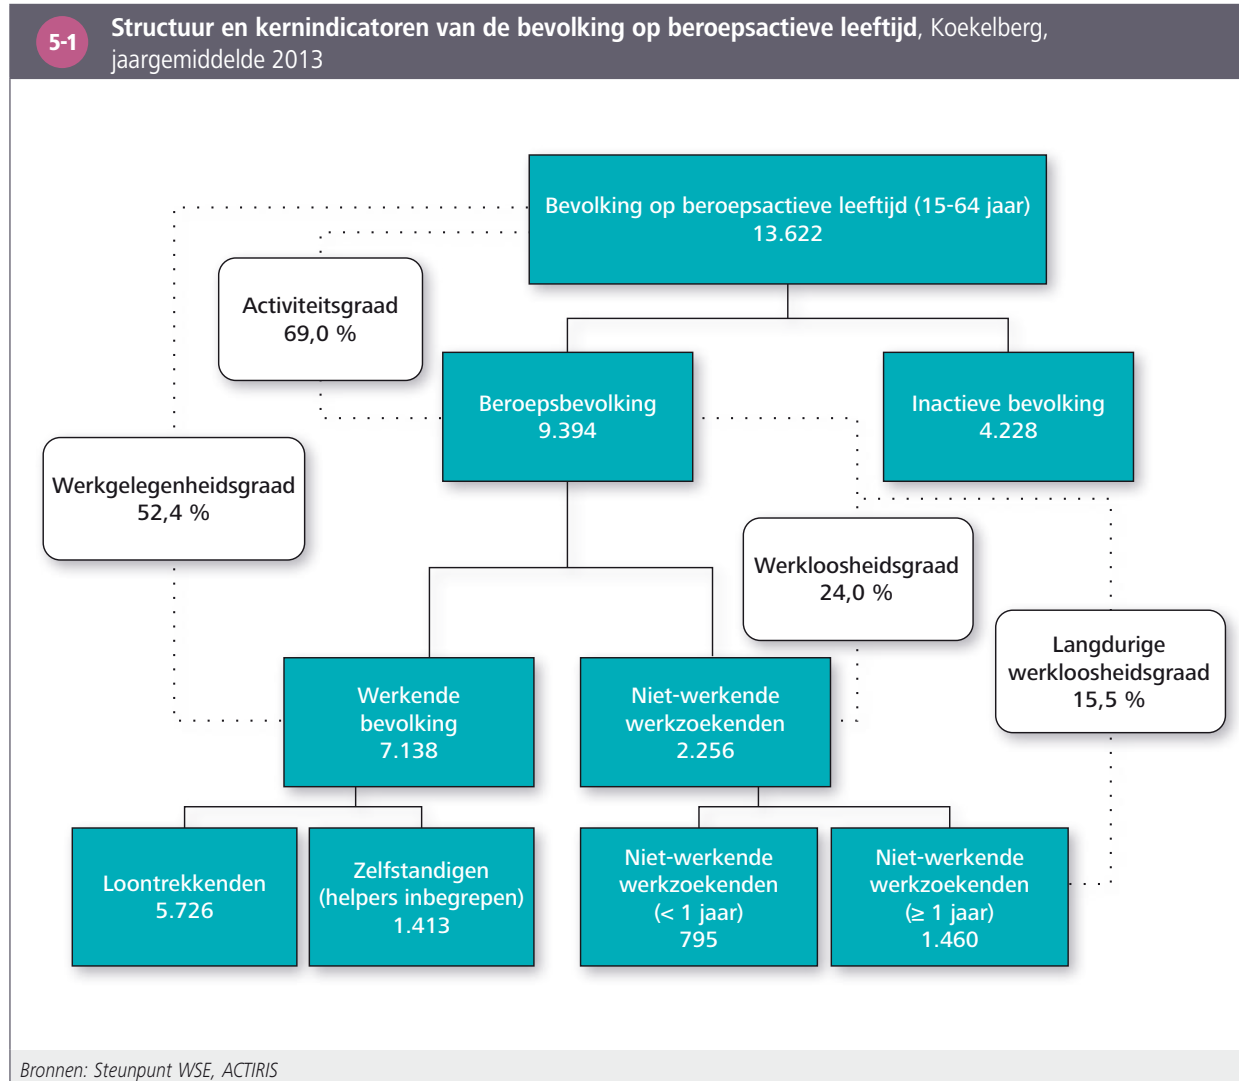 5-1
Structuur en kernindicatoren van de bevolking op beroepsactieve leeftijd, Koekelberg,
jaargemiddelde 2013
Bevolking op beroepsactieve leeftijd (15-64 jaar)
13.622
Activiteitsgraad
69,0 %
Beroepsbevolking
9.394
Inactieve bevolking
4.228
Werkgelegenheidsgraad
52,4 %
Werkloosheidsgraad
24,0 %
Langdurige
werkloosheidsgraad
15,5 %
Werkende
bevolking
7.138
Niet-werkende
werkzoekenden
2.256
Loontrekkenden
5.726
Zelfstandigen
(helpers inbegrepen)
1.413
Niet-werkende
werkzoekenden
(< 1 jaar)
795
Niet-werkende
werkzoekenden
(≥ 1 jaar)
1.460
Bronnen: Steunpunt WSE, ACTIRIS